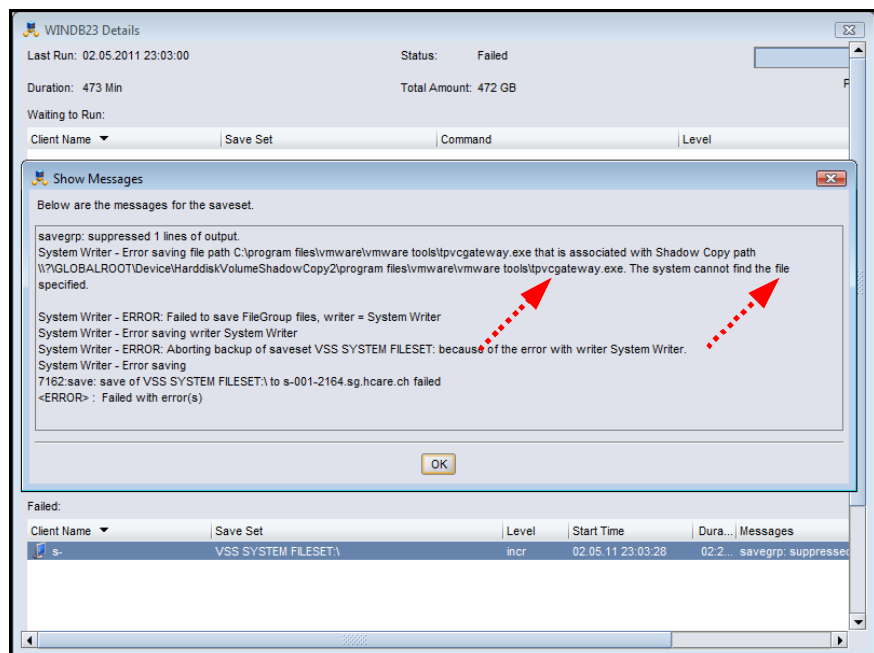 WINDB23 Details
Last Run: 02.05.2011 23:03:00 Status: Failed
Duration: 473 Min Total Amount: 472 GB P
Waiting to Run:
Client Name Save Set Command Level
Show Messages
Below are the messages for the saveset.
savegrp: suppressed 1 lines of output.
System Writer - Error saving file path C:\program files\vmware\vmware tools\tpvcgateway.exe that is associated with Shadow Copy path
\\?\GLOBALROOT\Device\HarddiskVolumeShadowCopy2\program files\vmware\vmware tools\tpvcgateway.exe. The system cannot find the file
specified.
System Writer - ERROR: Failed to save FileGroup files, writer = System Writer
System Writer - Error saving writer System Writer
System Writer - ERROR: Aborting backup of saveset VSS SYSTEM FILESET: because of the error with writer System Writer.
System Writer - Error saving
7162:save: save of VSS SYSTEM FILESET:\ to s-001-2164.sg.hcare.ch failed
<ERROR> : Failed with error(s)
OK
Failed:
Client Name Save Set Level Start Time Dura... Messages
s- VSS SYSTEM FILESET:\ incr 02.05.11 23:03:28 02:2... savegrp: suppressed